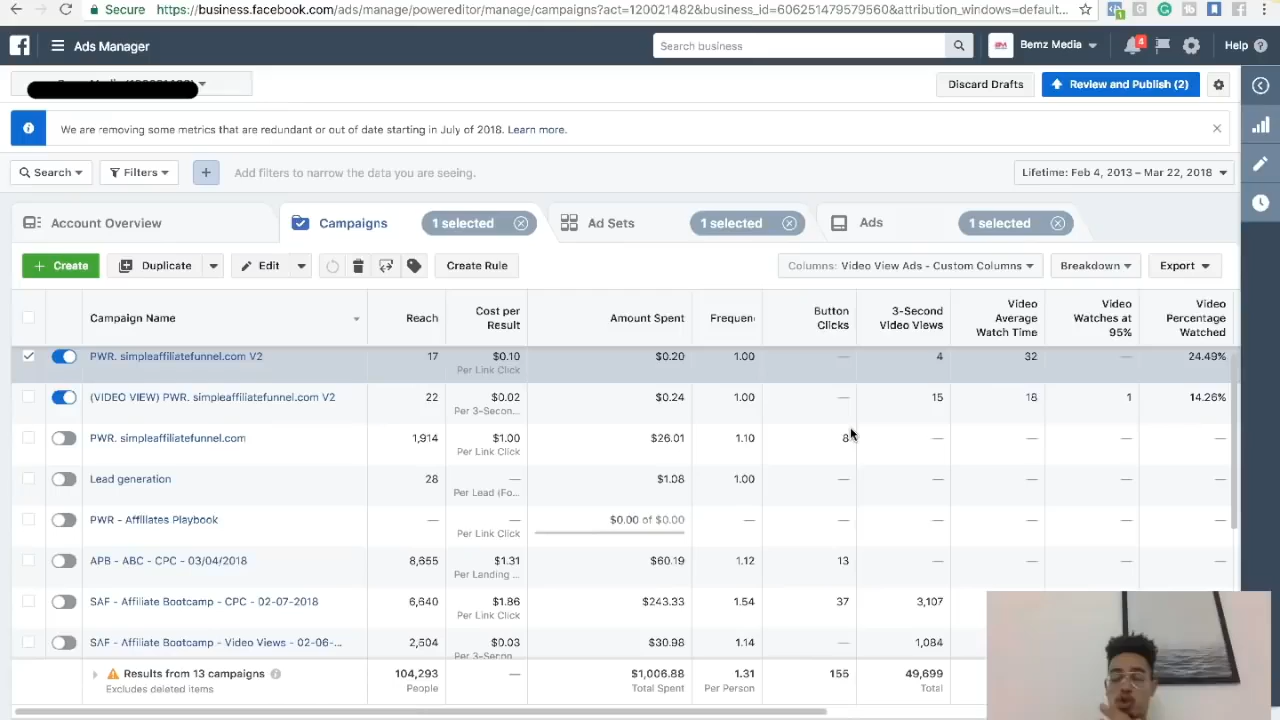 Secure https://business.facebook.com/ads/manage/powereditor/manage/campaigns?act=120021482&business_id=606251479579560&attribution_windows=default...
Ads Manager Search business Bemz Media 4 Help
Discard Drafts Review and Publish (2)
We are removing some metrics that are redundant or out of date starting in July of 2018. Learn more.
Search Filters + Add filters to narrow the data you are seeing. Lifetime: Feb 4, 2013 – Mar 22, 2018
Account Overview Campaigns 1 selected Ad Sets 1 selected Ads 1 selected
+ Create Duplicate Edit Create Rule Columns: Video View Ads - Custom Columns Breakdown Export
Campaign Name Reach Cost per Result Amount Spent Frequenc Button Clicks 3-Second Video Views Video Average Watch Time Video Watches at 95% Video Percentage Watched
PWR. simpleaffiliatefunnel.com V2 17 $0.10 $0.20 1.00 — 4 32 — 24.49%
Per Link Click
(VIDEO VIEW) PWR. simpleaffiliatefunnel.com V2 22 $0.02 $0.24 1.00 — 15 18 1 14.26%
Per 3-Secon...
PWR. simpleaffiliatefunnel.com 1,914 $1.00 $26.01 1.10 8 — — — —
Per Link Click
Lead generation 28 — $1.08 1.00 — — — — —
Per Lead (Fo...
PWR - Affiliates Playbook — — $0.00 of $0.00 — — — — — —
Per Link Click
APB - ABC - CPC - 03/04/2018 8,655 $1.31 $60.19 1.12 13 — — — —
Per Landing ...
SAF - Affiliate Bootcamp - CPC - 02-07-2018 6,640 $1.86 $243.33 1.54 37 3,107
Per Link Click
SAF - Affiliate Bootcamp - Video Views - 02-06-... 2,504 $0.03 $30.98 1.14 — 1,084
Per 3-Secon
Results from 13 campaigns 104,293 — $1,006.88 1.31 155 49,699
Excludes deleted items People Total Spent Per Person Total Total